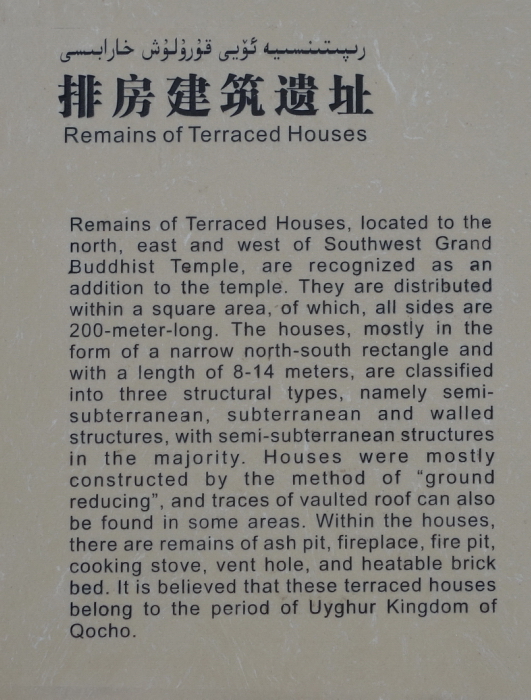 رېپىتىنسىيە ئۆيى قۇرۇلۇش خارابىسى
排房建筑遗址
Remains of Terraced Houses
Remains of Terraced Houses, located to the
north, east and west of Southwest Grand
Buddhist Temple, are recognized as an
addition to the temple. They are distributed
within a square area, of which, all sides are
200-meter-long. The houses, mostly in the
form of a narrow north-south rectangle and
with a length of 8-14 meters, are classified
into three structural types, namely semi-
subterranean, subterranean and walled
structures, with semi-subterranean structures
in the majority. Houses were mostly
constructed by the method of “ground
reducing”, and traces of vaulted roof can also
be found in some areas. Within the houses,
there are remains of ash pit, fireplace, fire pit,
cooking stove, vent hole, and heatable brick
bed. It is believed that these terraced houses
belong to the period of Uyghur Kingdom of
Qocho.